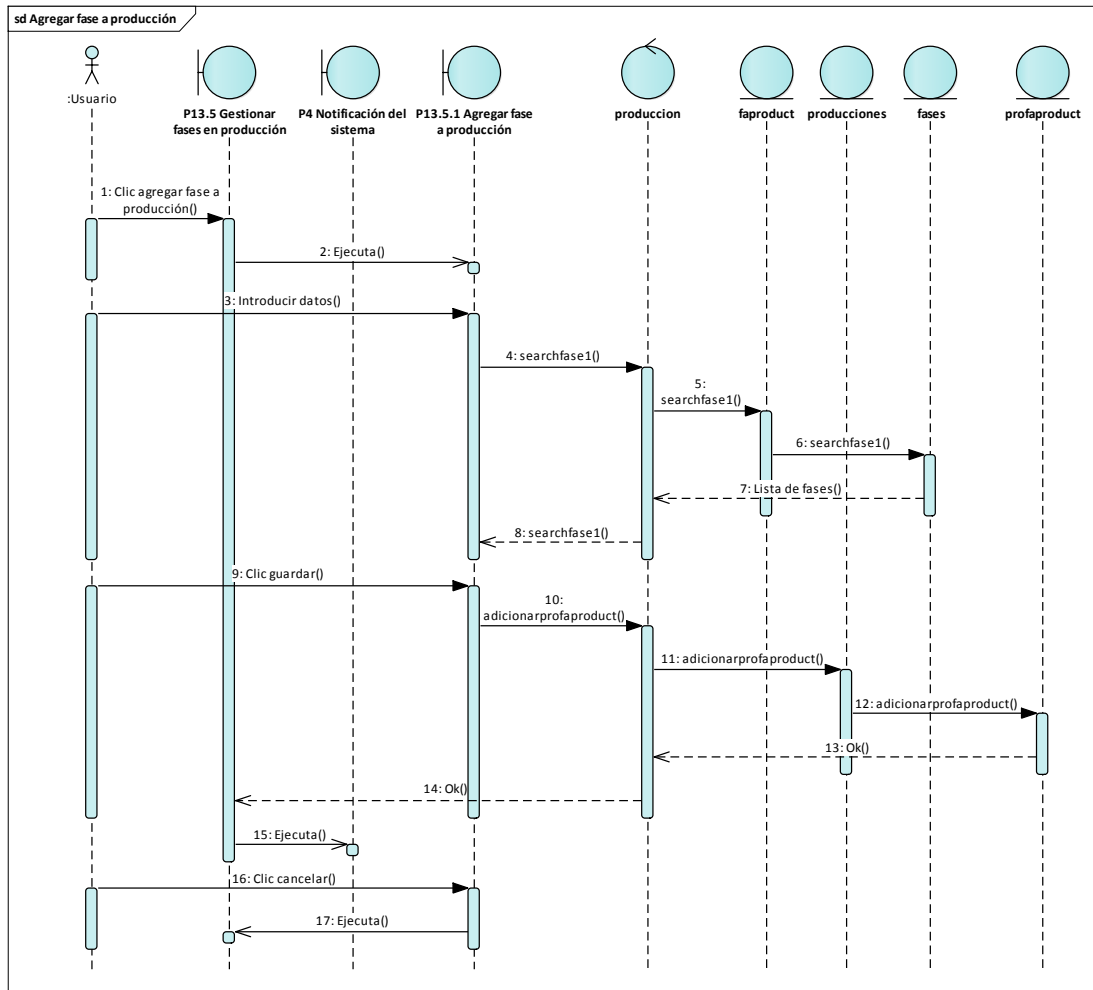 sd Agregar fase a producción
:Usuario
P13.5 Gestionar
fases en producción
P4 Notificación del
sistema
P13.5.1 Agregar fase
a producción
produccion
faproduct
producciones
fases
profaproduct
1: Clic agregar fase a
producción()
2: Ejecuta()
3: Introducir datos()
4: searchfase1()
5:
searchfase1()
6: searchfase1()
7: Lista de fases()
8: searchfase1()
9: Clic guardar()
10:
adicionarprofaproduct()
11: adicionarprofaproduct()
12: adicionarprofaproduct()
13: Ok()
14: Ok()
15: Ejecuta()
16: Clic cancelar()
17: Ejecuta()